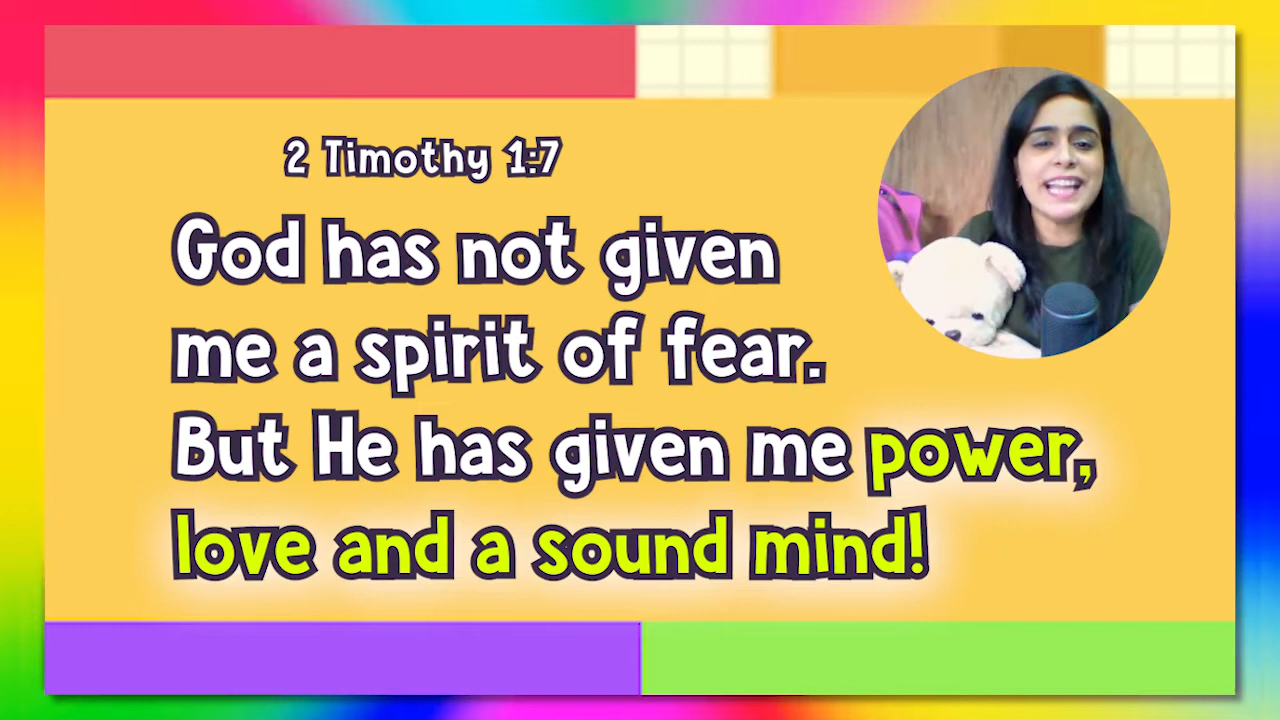 2 Timothy 1:7
God has not given
me a spirit of fear.
But He has given me power,
love and a sound mind!